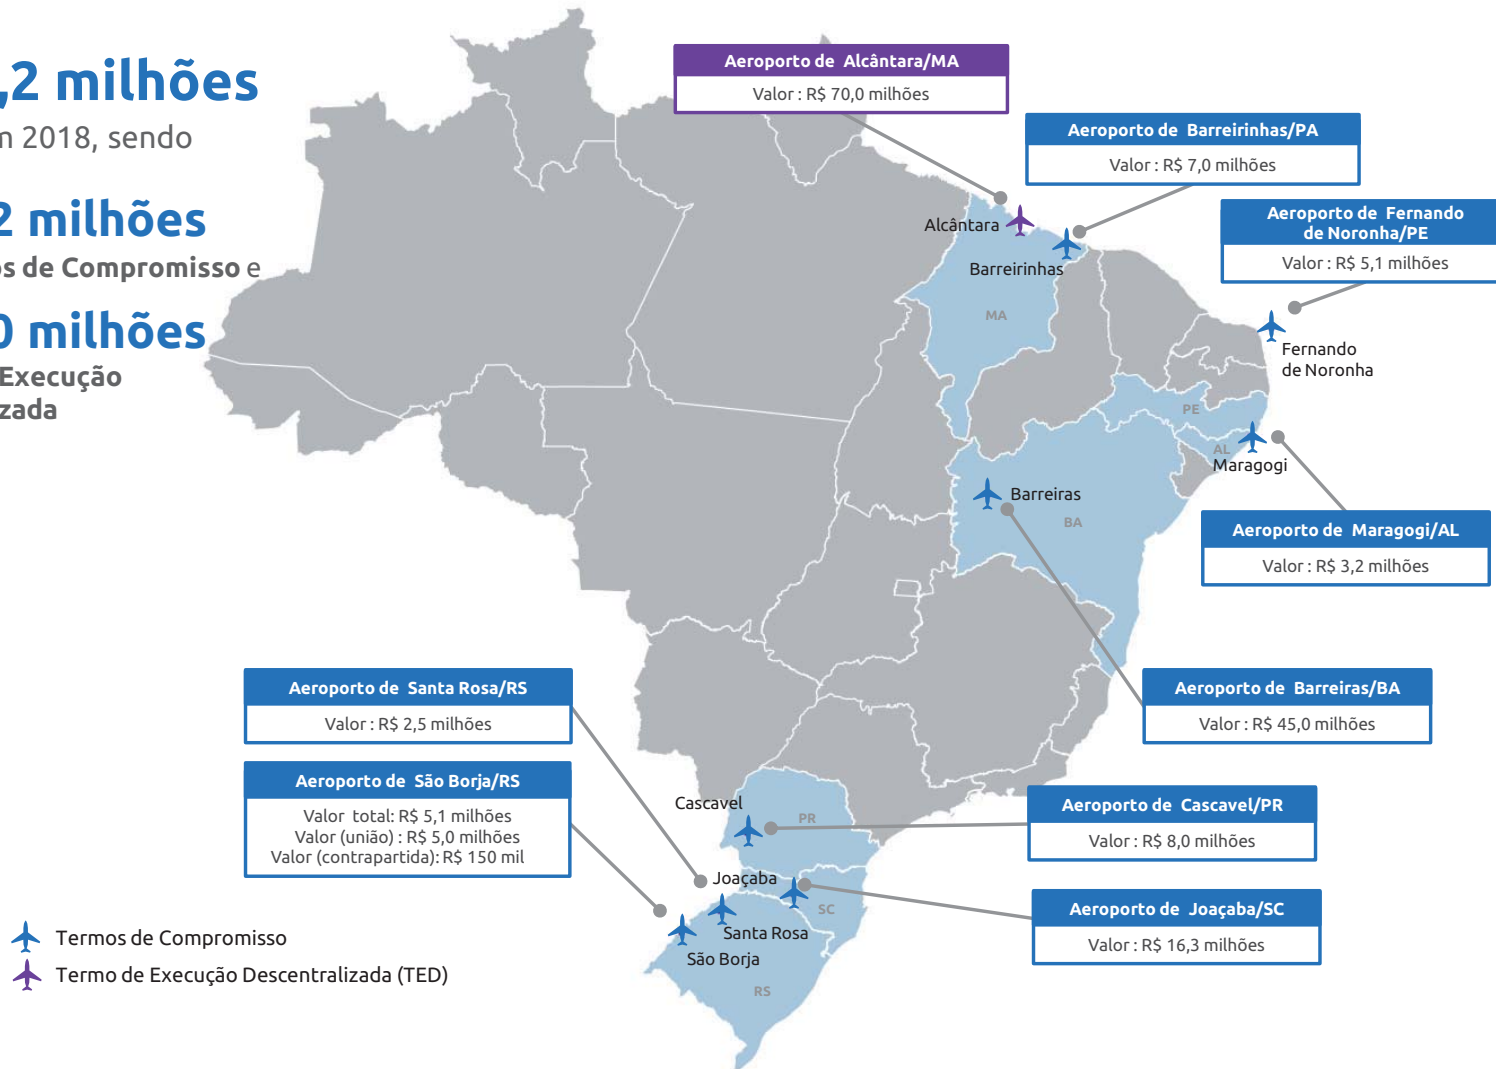 ,2 milhões
m 2018, sendo
2 milhões
os de Compromisso e
0 milhões
Execução
zada
Aeroporto de Alcântara/MA
Valor : R$ 70,0 milhões
Aeroporto de Barreirinhas/PA
Valor : R$ 7,0 milhões
Aeroporto de Fernando
de Noronha/PE
Valor : R$ 5,1 milhões
Alcântara
Barreirinhas
MA
Fernando
de Noronha
PE
AL
Maragogi
Barreiras
BA
Aeroporto de Maragogi/AL
Valor : R$ 3,2 milhões
Aeroporto de Santa Rosa/RS
Valor : R$ 2,5 milhões
Aeroporto de Barreiras/BA
Valor : R$ 45,0 milhões
Aeroporto de São Borja/RS
Valor total: R$ 5,1 milhões
Valor (união) : R$ 5,0 milhões
Valor (contrapartida): R$ 150 mil
Cascavel
PR
Aeroporto de Cascavel/PR
Valor : R$ 8,0 milhões
Joaçaba
SC
Aeroporto de Joaçaba/SC
Valor : R$ 16,3 milhões
Santa Rosa
São Borja
RS
Termos de Compromisso
Termo de Execução Descentralizada (TED)